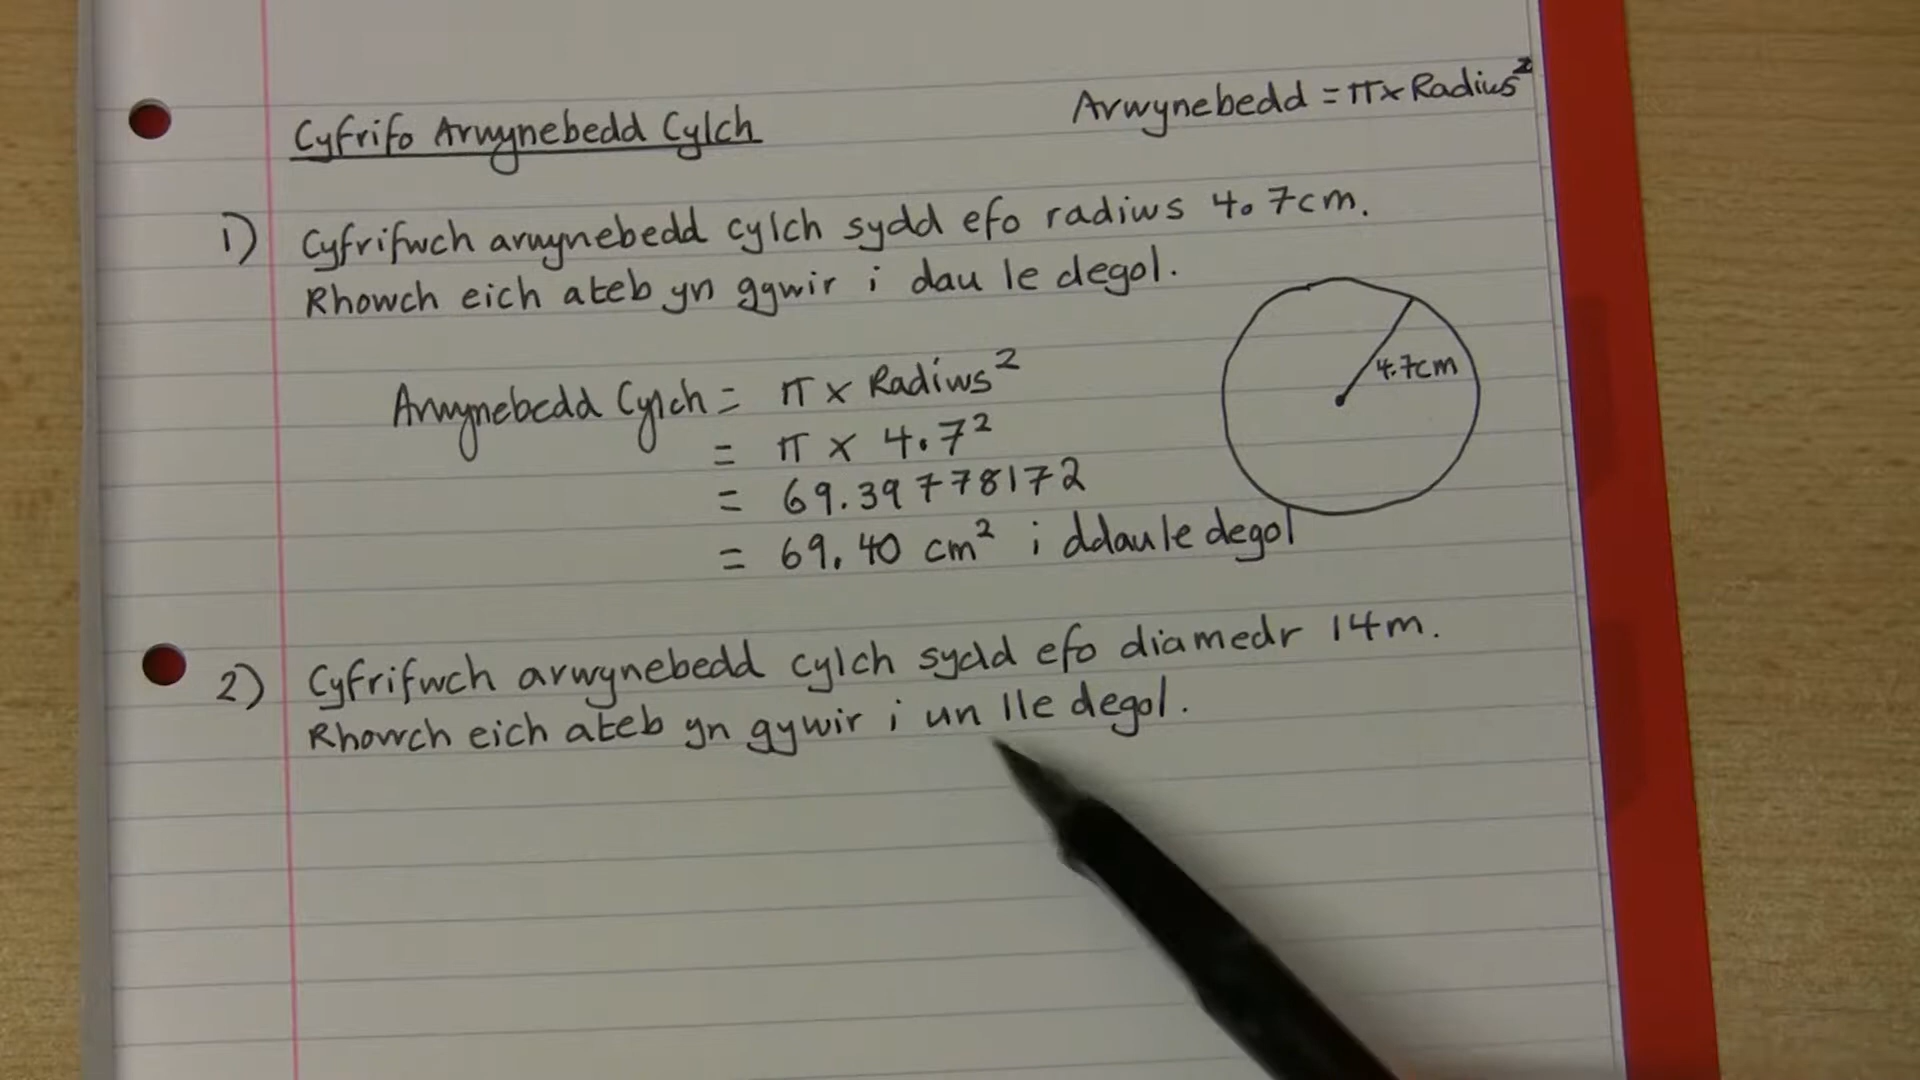 Cyfrifo Arwynebedd Cylch
Arwynebedd = π x Radius²
1) Cyfrifwch arwynebedd cylch sydd efo radiws 4.7cm.
Rhowch eich ateb yn gywir i dau le degol.
4.7cm
Arwynebedd Cylch = π x Radiws²
= π x 4.7²
= 69.39778172
= 69.40 cm² i ddau le degol
2) Cyfrifwch arwynebedd cylch sydd efo diamedr 14m.
Rhowch eich ateb yn gywir i un lle degol.